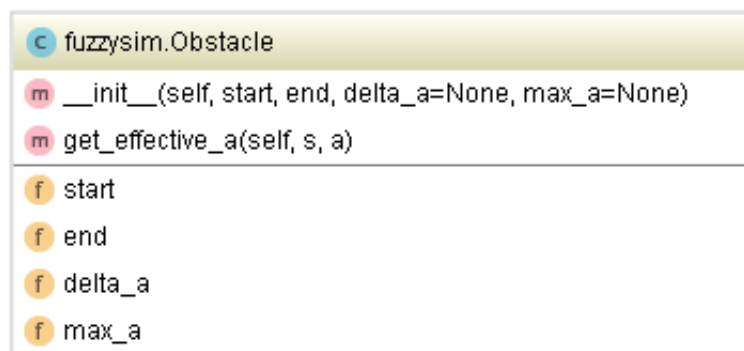 C fuzzysim.Obstacle
m __init__(self, start, end, delta_a=None, max_a=None)
m get_effective_a(self, s, a)
f start
f end
f delta_a
f max_a